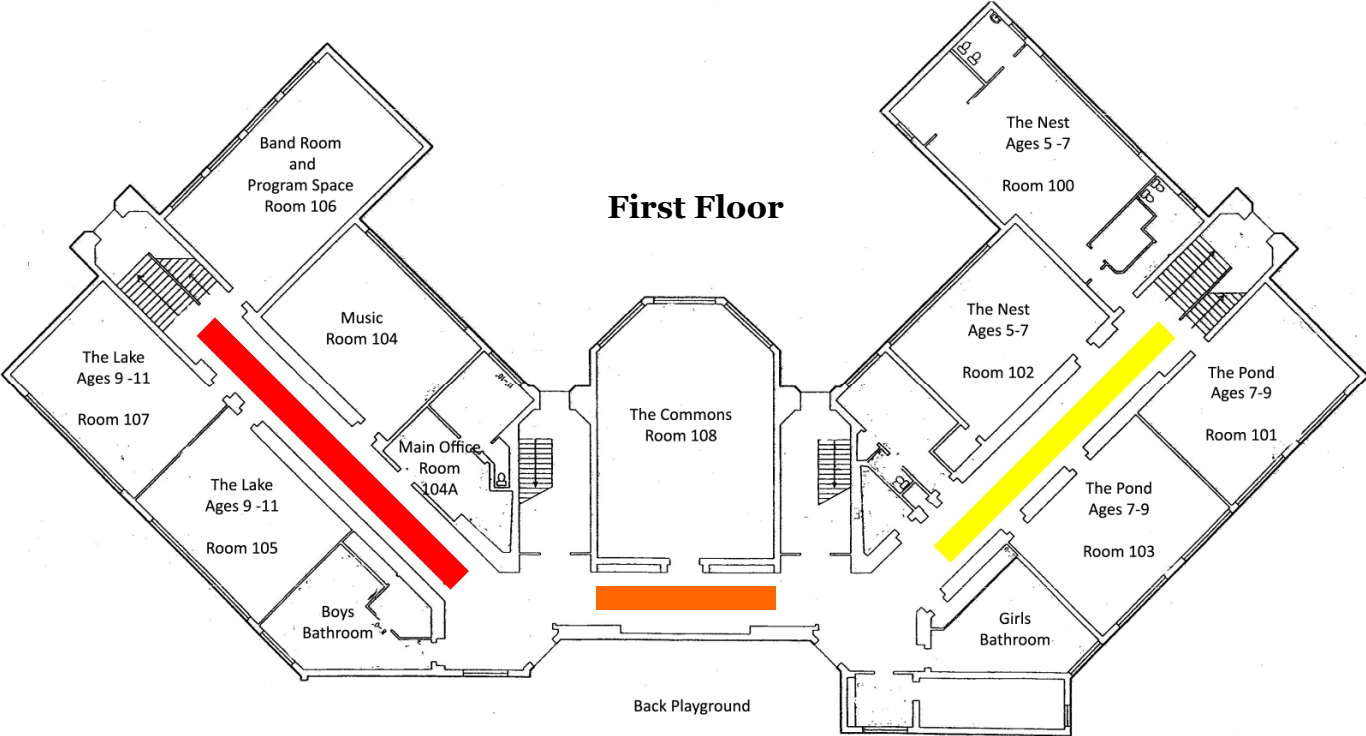 First Floor
Band Room
and
Program Space
Room 106
Music
Room 104
The Lake
Ages 9 -11
Room 107
The Lake
Ages 9 -11
Room 105
Main Office
Room
104A
Boys
Bathroom
The Commons
Room 108
Back Playground
The Nest
Ages 5 -7
Room 100
The Nest
Ages 5-7
Room 102
The Pond
Ages 7-9
Room 101
The Pond
Ages 7-9
Room 103
Girls
Bathroom